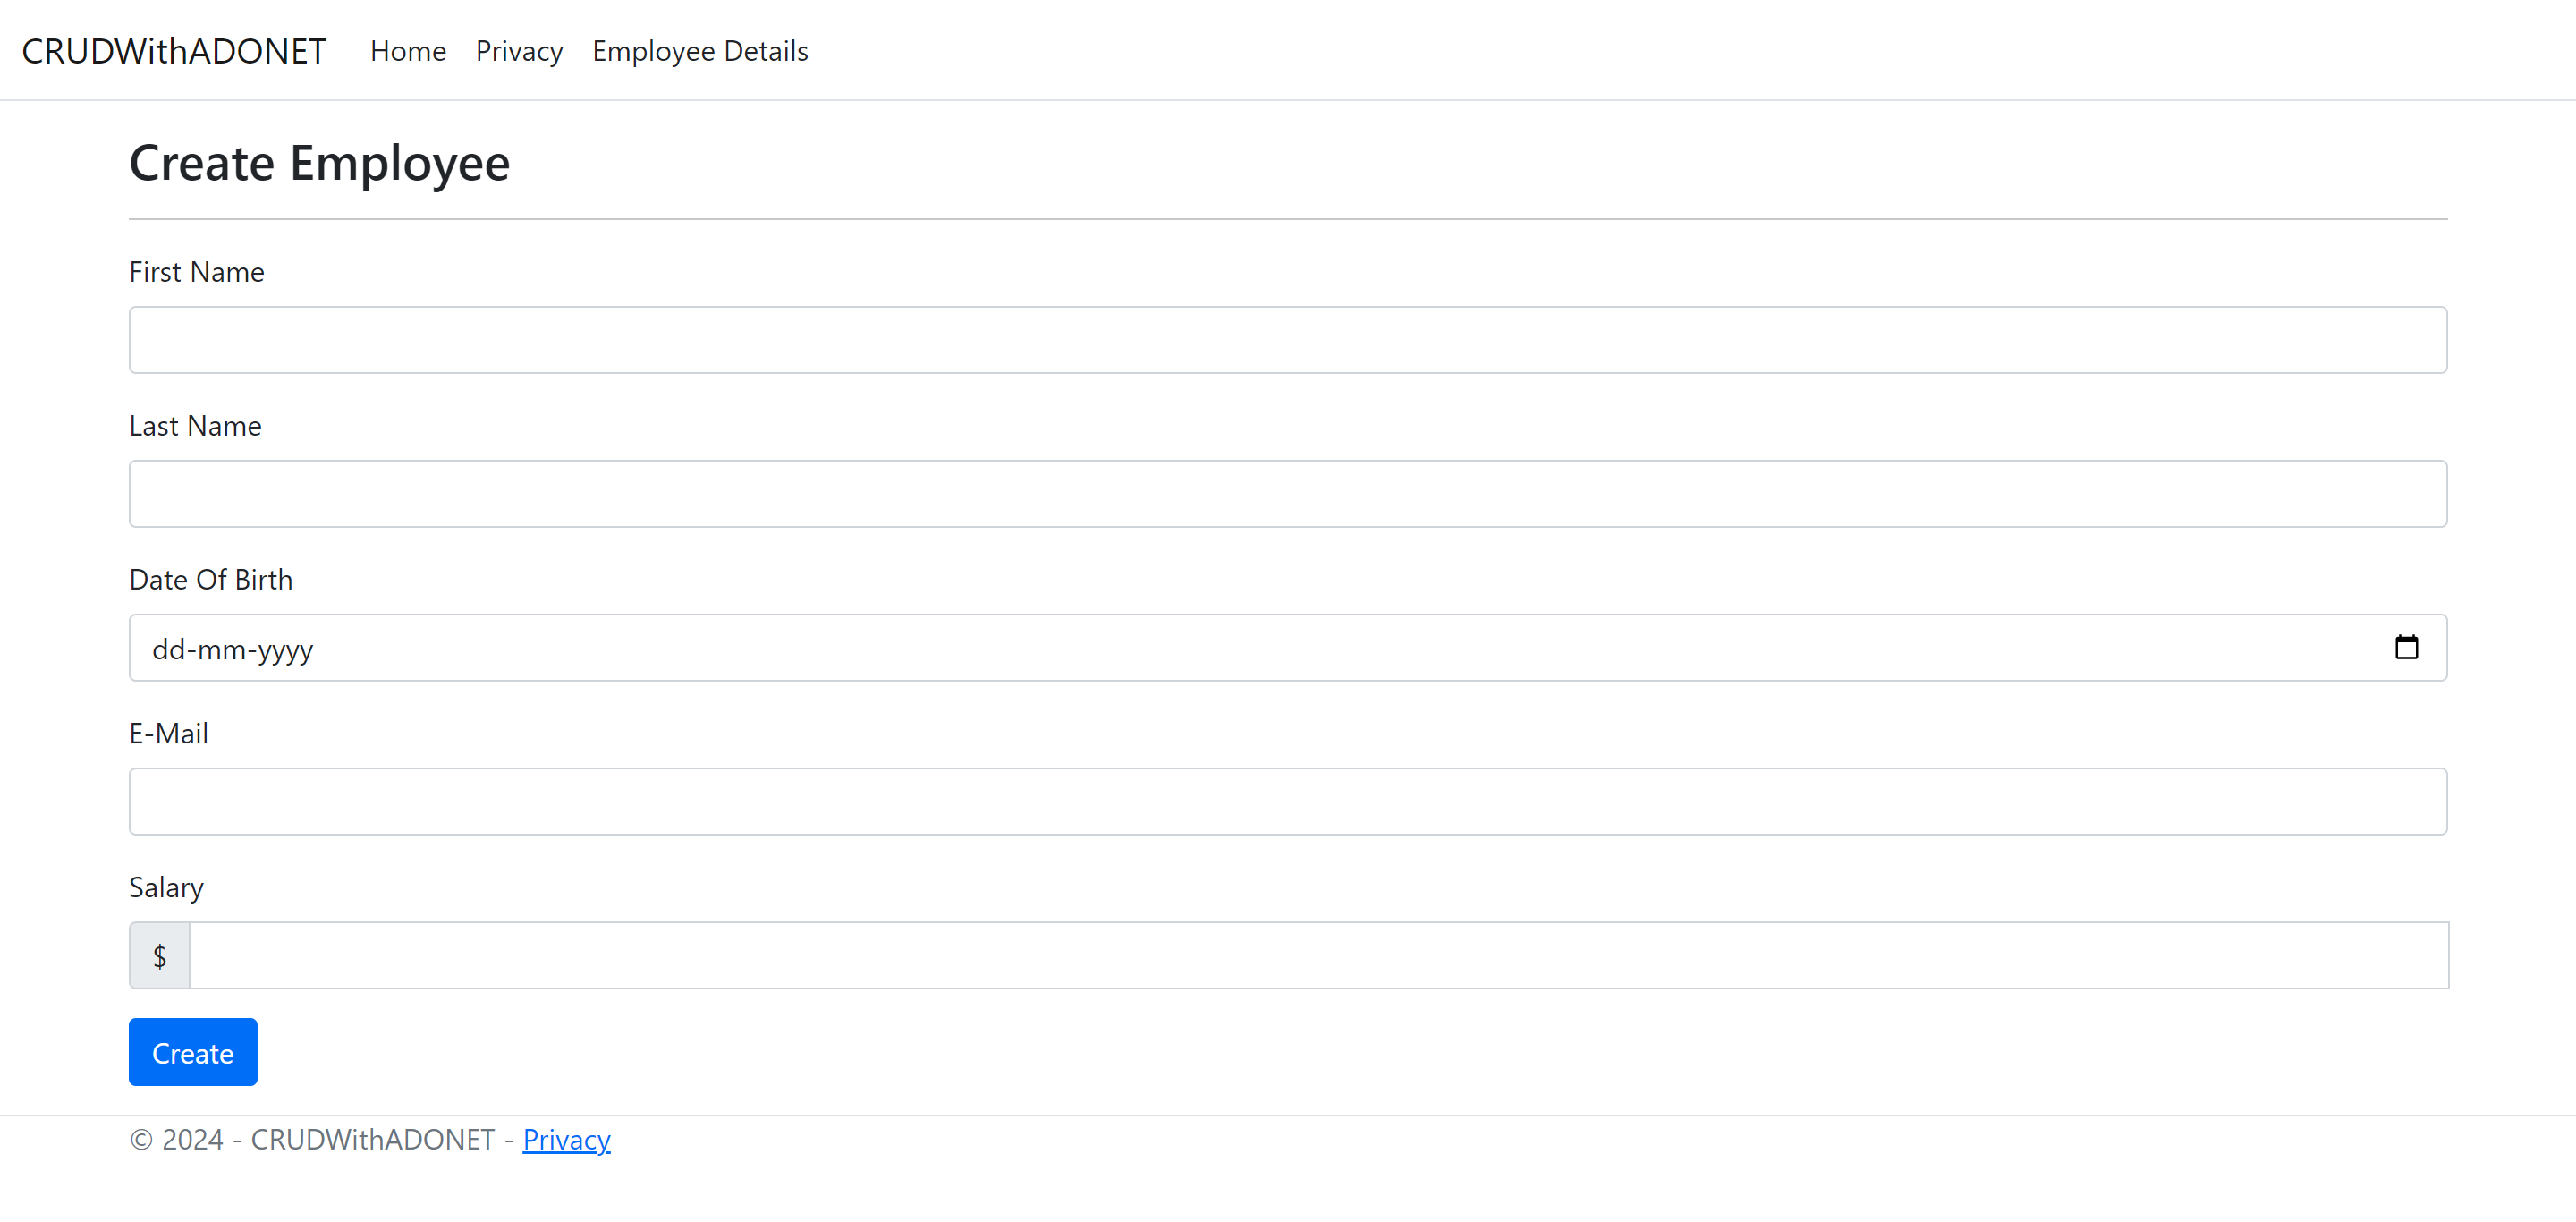 CRUDWithADONET Home Privacy Employee Details
Create Employee
First Name
Last Name
Date Of Birth
dd-mm-yyyy
E-Mail
Salary
$
Create
© 2024 - CRUDWithADONET - Privacy